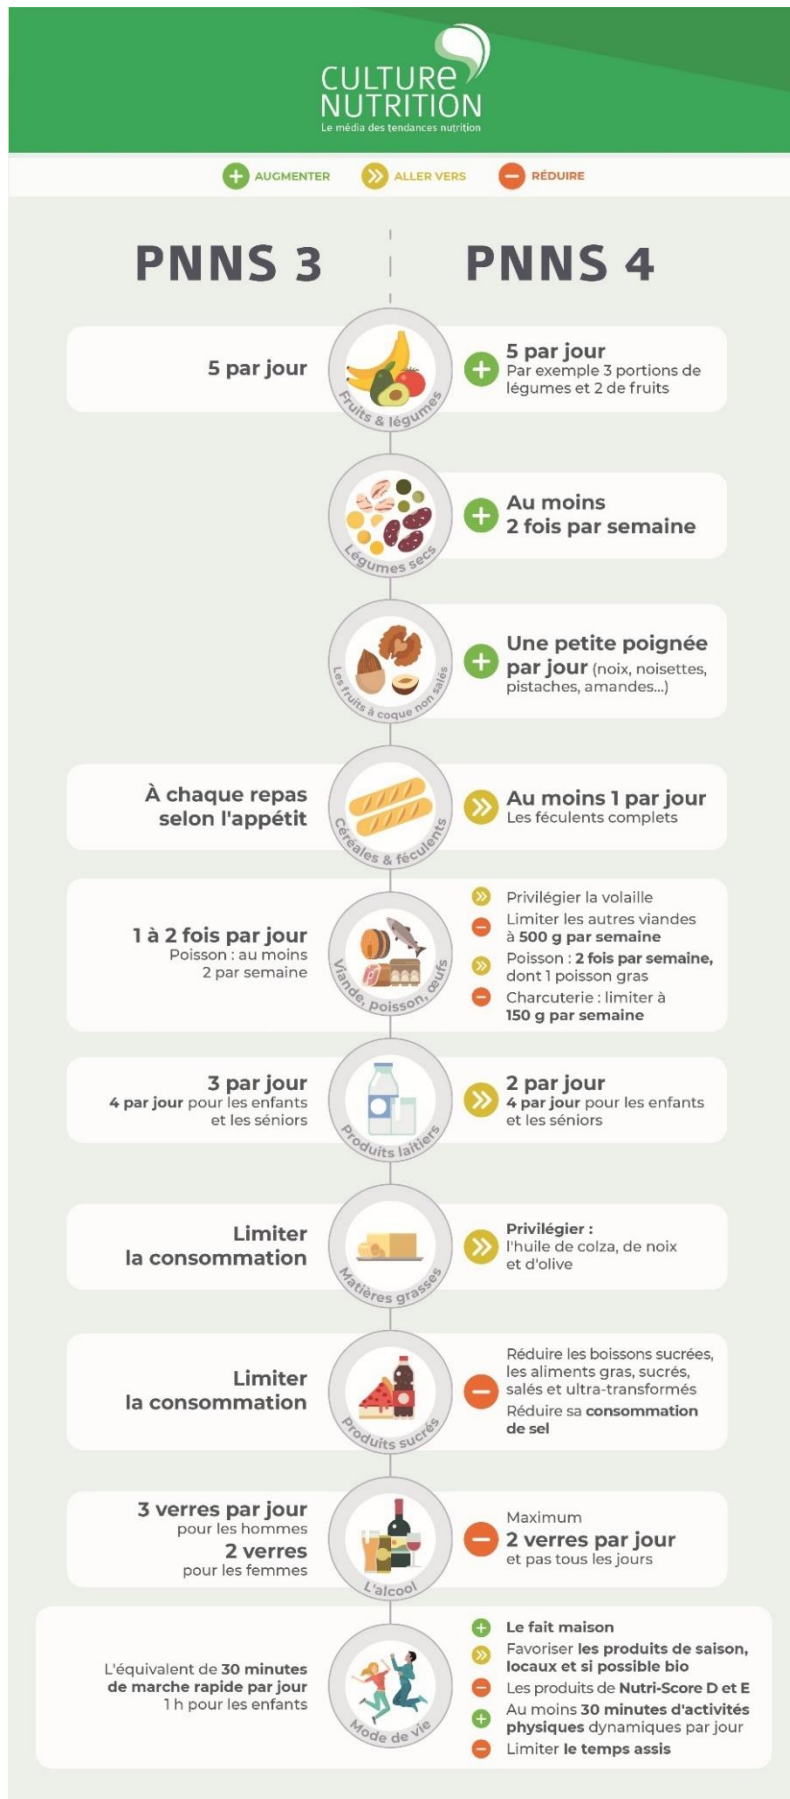 CULTURE
NUTRITION
Le média des tendances nutrition
AUGMENTER
ALLER VERS
RÉDUIRE
PNNS 3
PNNS 4
5 par jour
Fruits & légumes
5 par jour
Par exemple 3 portions de
légumes et 2 de fruits
Légumes secs
Au moins
2 fois par semaine
Les fruits à coque non salés
Une petite poignée
par jour (noix, noisettes,
pistaches, amandes...)
À chaque repas
selon l'appétit
Céréales & féculents
Au moins 1 par jour
Les féculents complets
1 à 2 fois par jour
Poisson : au moins
2 par semaine
Viande, poisson, œufs
Privilégier la volaille
Limiter les autres viandes
à 500 g par semaine
Poisson : 2 fois par semaine,
dont 1 poisson gras
Charcuterie : limiter à
150 g par semaine
3 par jour
4 par jour pour les enfants
et les séniors
Produits laitiers
2 par jour
4 par jour pour les enfants
et les séniors
Limiter
la consommation
Matières grasses
Privilégier :
l'huile de colza, de noix
et d'olive
Limiter
la consommation
Produits sucrés
Réduire les boissons sucrées,
les aliments gras, sucrés,
salés et ultra-transformés
Réduire sa consommation
de sel
3 verres par jour
pour les hommes
2 verres
pour les femmes
L'alcool
Maximum
2 verres par jour
et pas tous les jours
L'équivalent de 30 minutes
de marche rapide par jour
1 h pour les enfants
Mode de vie
Le fait maison
Favoriser les produits de saison,
locaux et si possible bio
Les produits de Nutri-Score D et E
Au moins 30 minutes d'activités
physiques dynamiques par jour
Limiter le temps assis